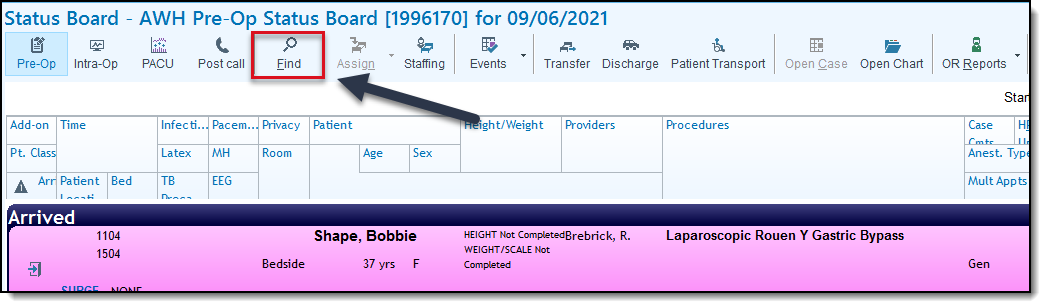 Status Board - AWH Pre-Op Status Board [1996170] for 09/06/2021
Pre-Op Intra-Op PACU Post call Find Assign Staffing Events Transfer Discharge Patient Transport Open Case Open Chart OR Reports
Star
Add-on Time Infecti... Pacem... Privacy Patient Height/Weight Providers Procedures Case
Cmts
Pt. Class Latex MH Room Age Sex Anest. Type
Arr Patient Bed TB EEG Mult Appts
Locati
Arrived
1104 Shape, Bobbie HEIGHT Not Completed Brebrick, R. Laparoscopic Rouen Y Gastric Bypass
1504 WEIGHT/SCALE Not
Bedside 37 yrs F Completed Gen
SURGE NONE